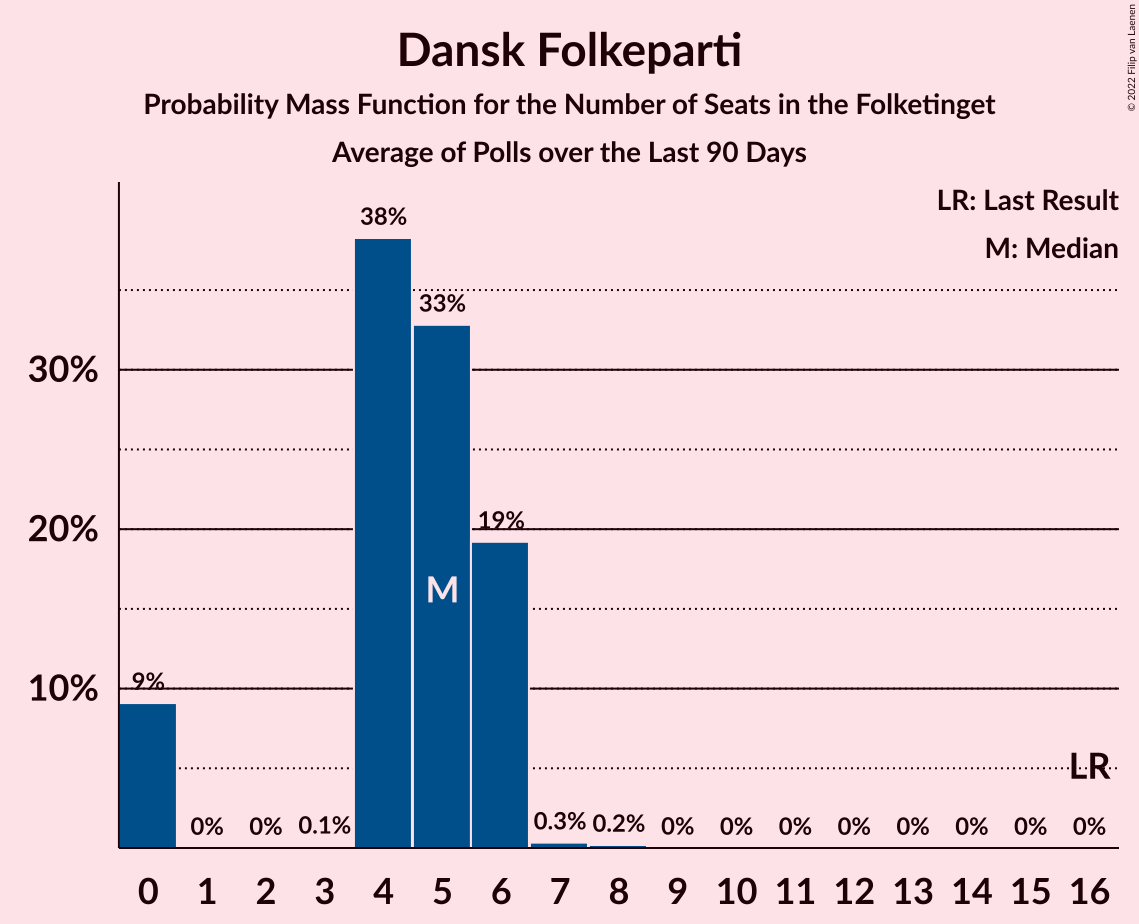 Dansk Folkeparti
Probability Mass Function for the Number of Seats in the Folketinget
Average of Polls over the Last 90 Days
© 2022 Filip van Laenen
LR: Last Result
M: Median
38%
33%
30%
20%
19%
M
10%
9%
LR
0% 0% 0.1% 0.3% 0.2% 0% 0% 0% 0% 0% 0% 0% 0%
0 1 2 3 4 5 6 7 8 9 10 11 12 13 14 15 16